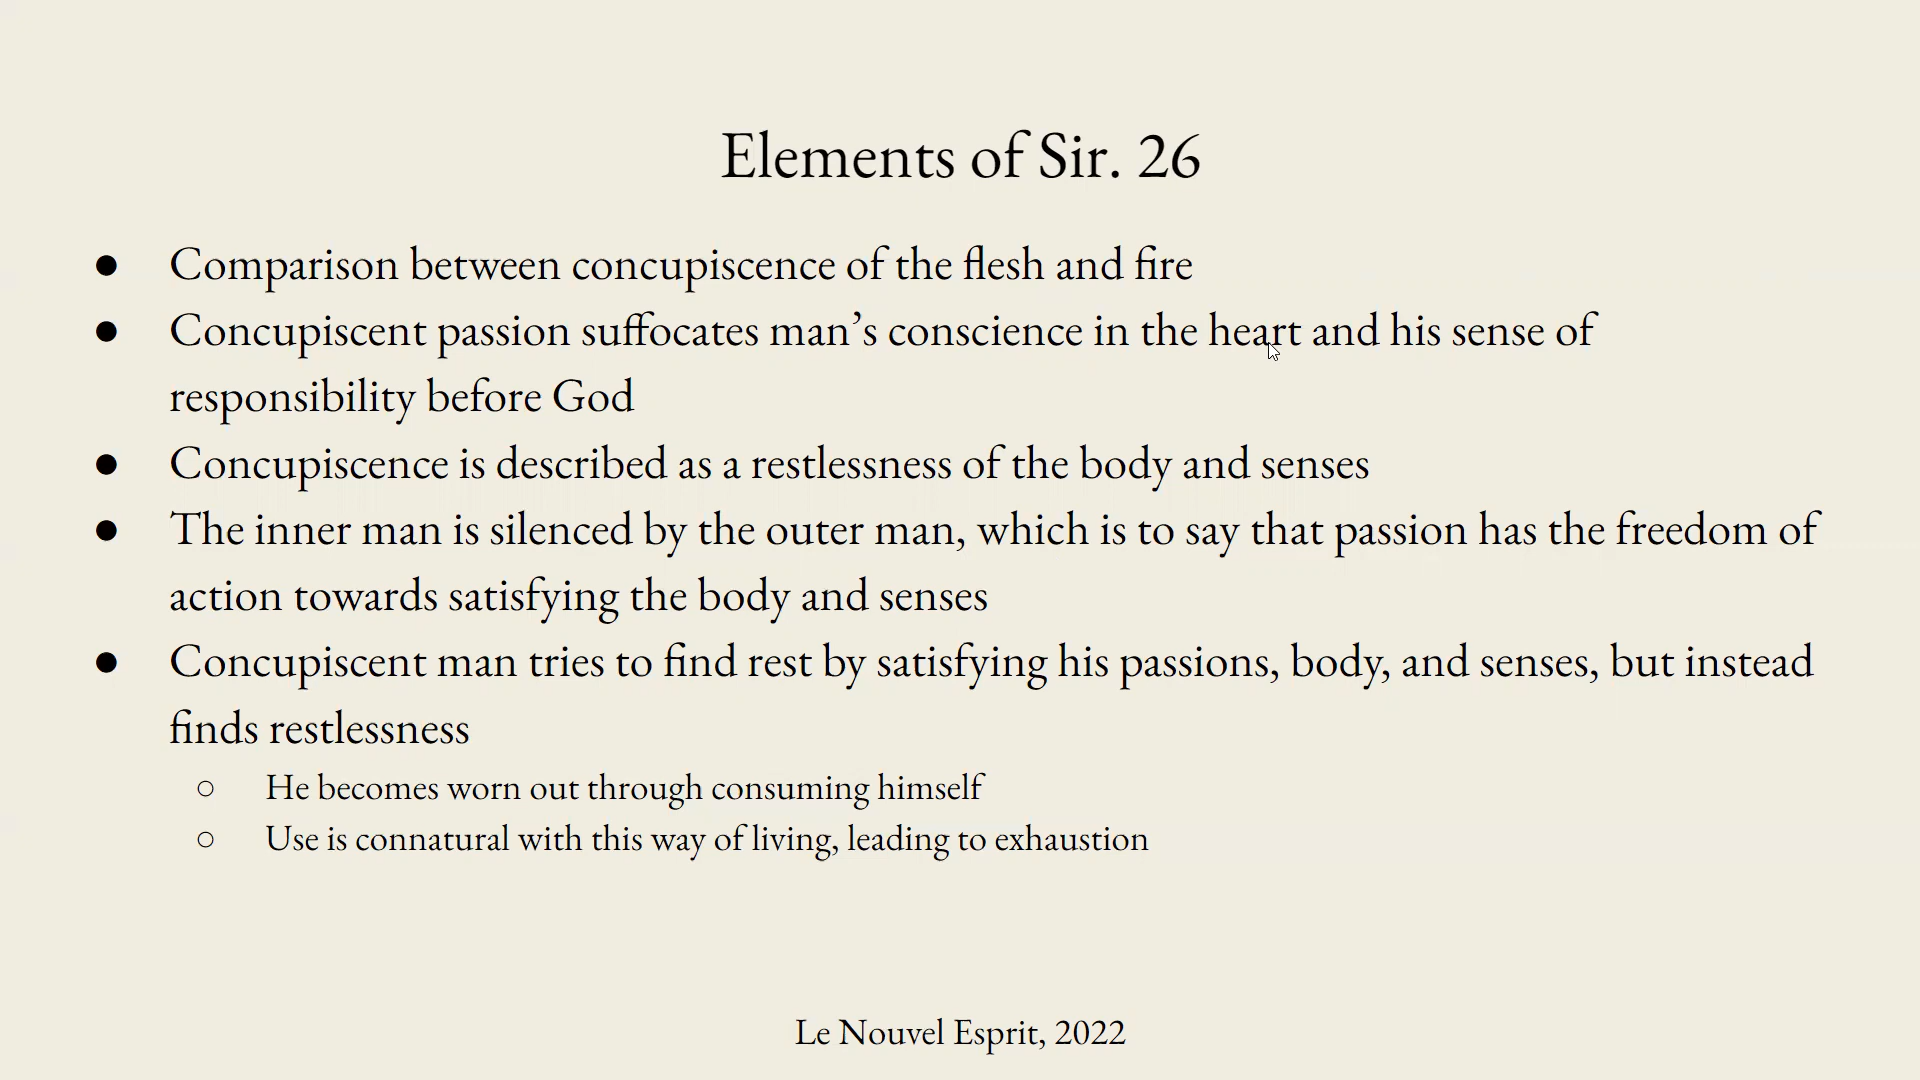 Elements of Sir. 26
● Comparison between concupiscence of the flesh and fire
● Concupiscent passion suffocates man’s conscience in the heart and his sense of
responsibility before God
● Concupiscence is described as a restlessness of the body and senses
● The inner man is silenced by the outer man, which is to say that passion has the freedom of
action towards satisfying the body and senses
● Concupiscent man tries to find rest by satisfying his passions, body, and senses, but instead
finds restlessness
○ He becomes worn out through consuming himself
○ Use is connatural with this way of living, leading to exhaustion
Le Nouvel Esprit, 2022